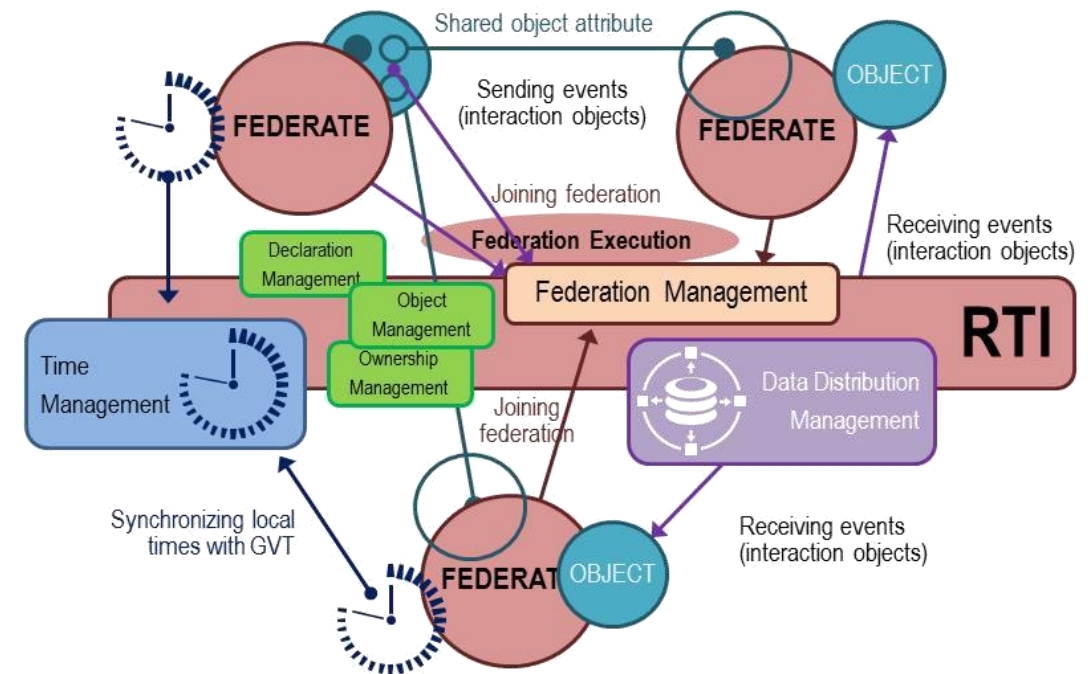 Shared object attribute
OBJECT
Sending events
(interaction objects)
FEDERATE
FEDERATE
Joining federation
Receiving events
(interaction objects)
Federation Execution
Declaration
Management
Federation Management
Object
Management
RTI
Time
Management
Ownership
Management
Data Distribution
Management
Joining
federation
Synchronizing local
times with GVT
Receiving events
(interaction objects)
FEDERAT
OBJECT